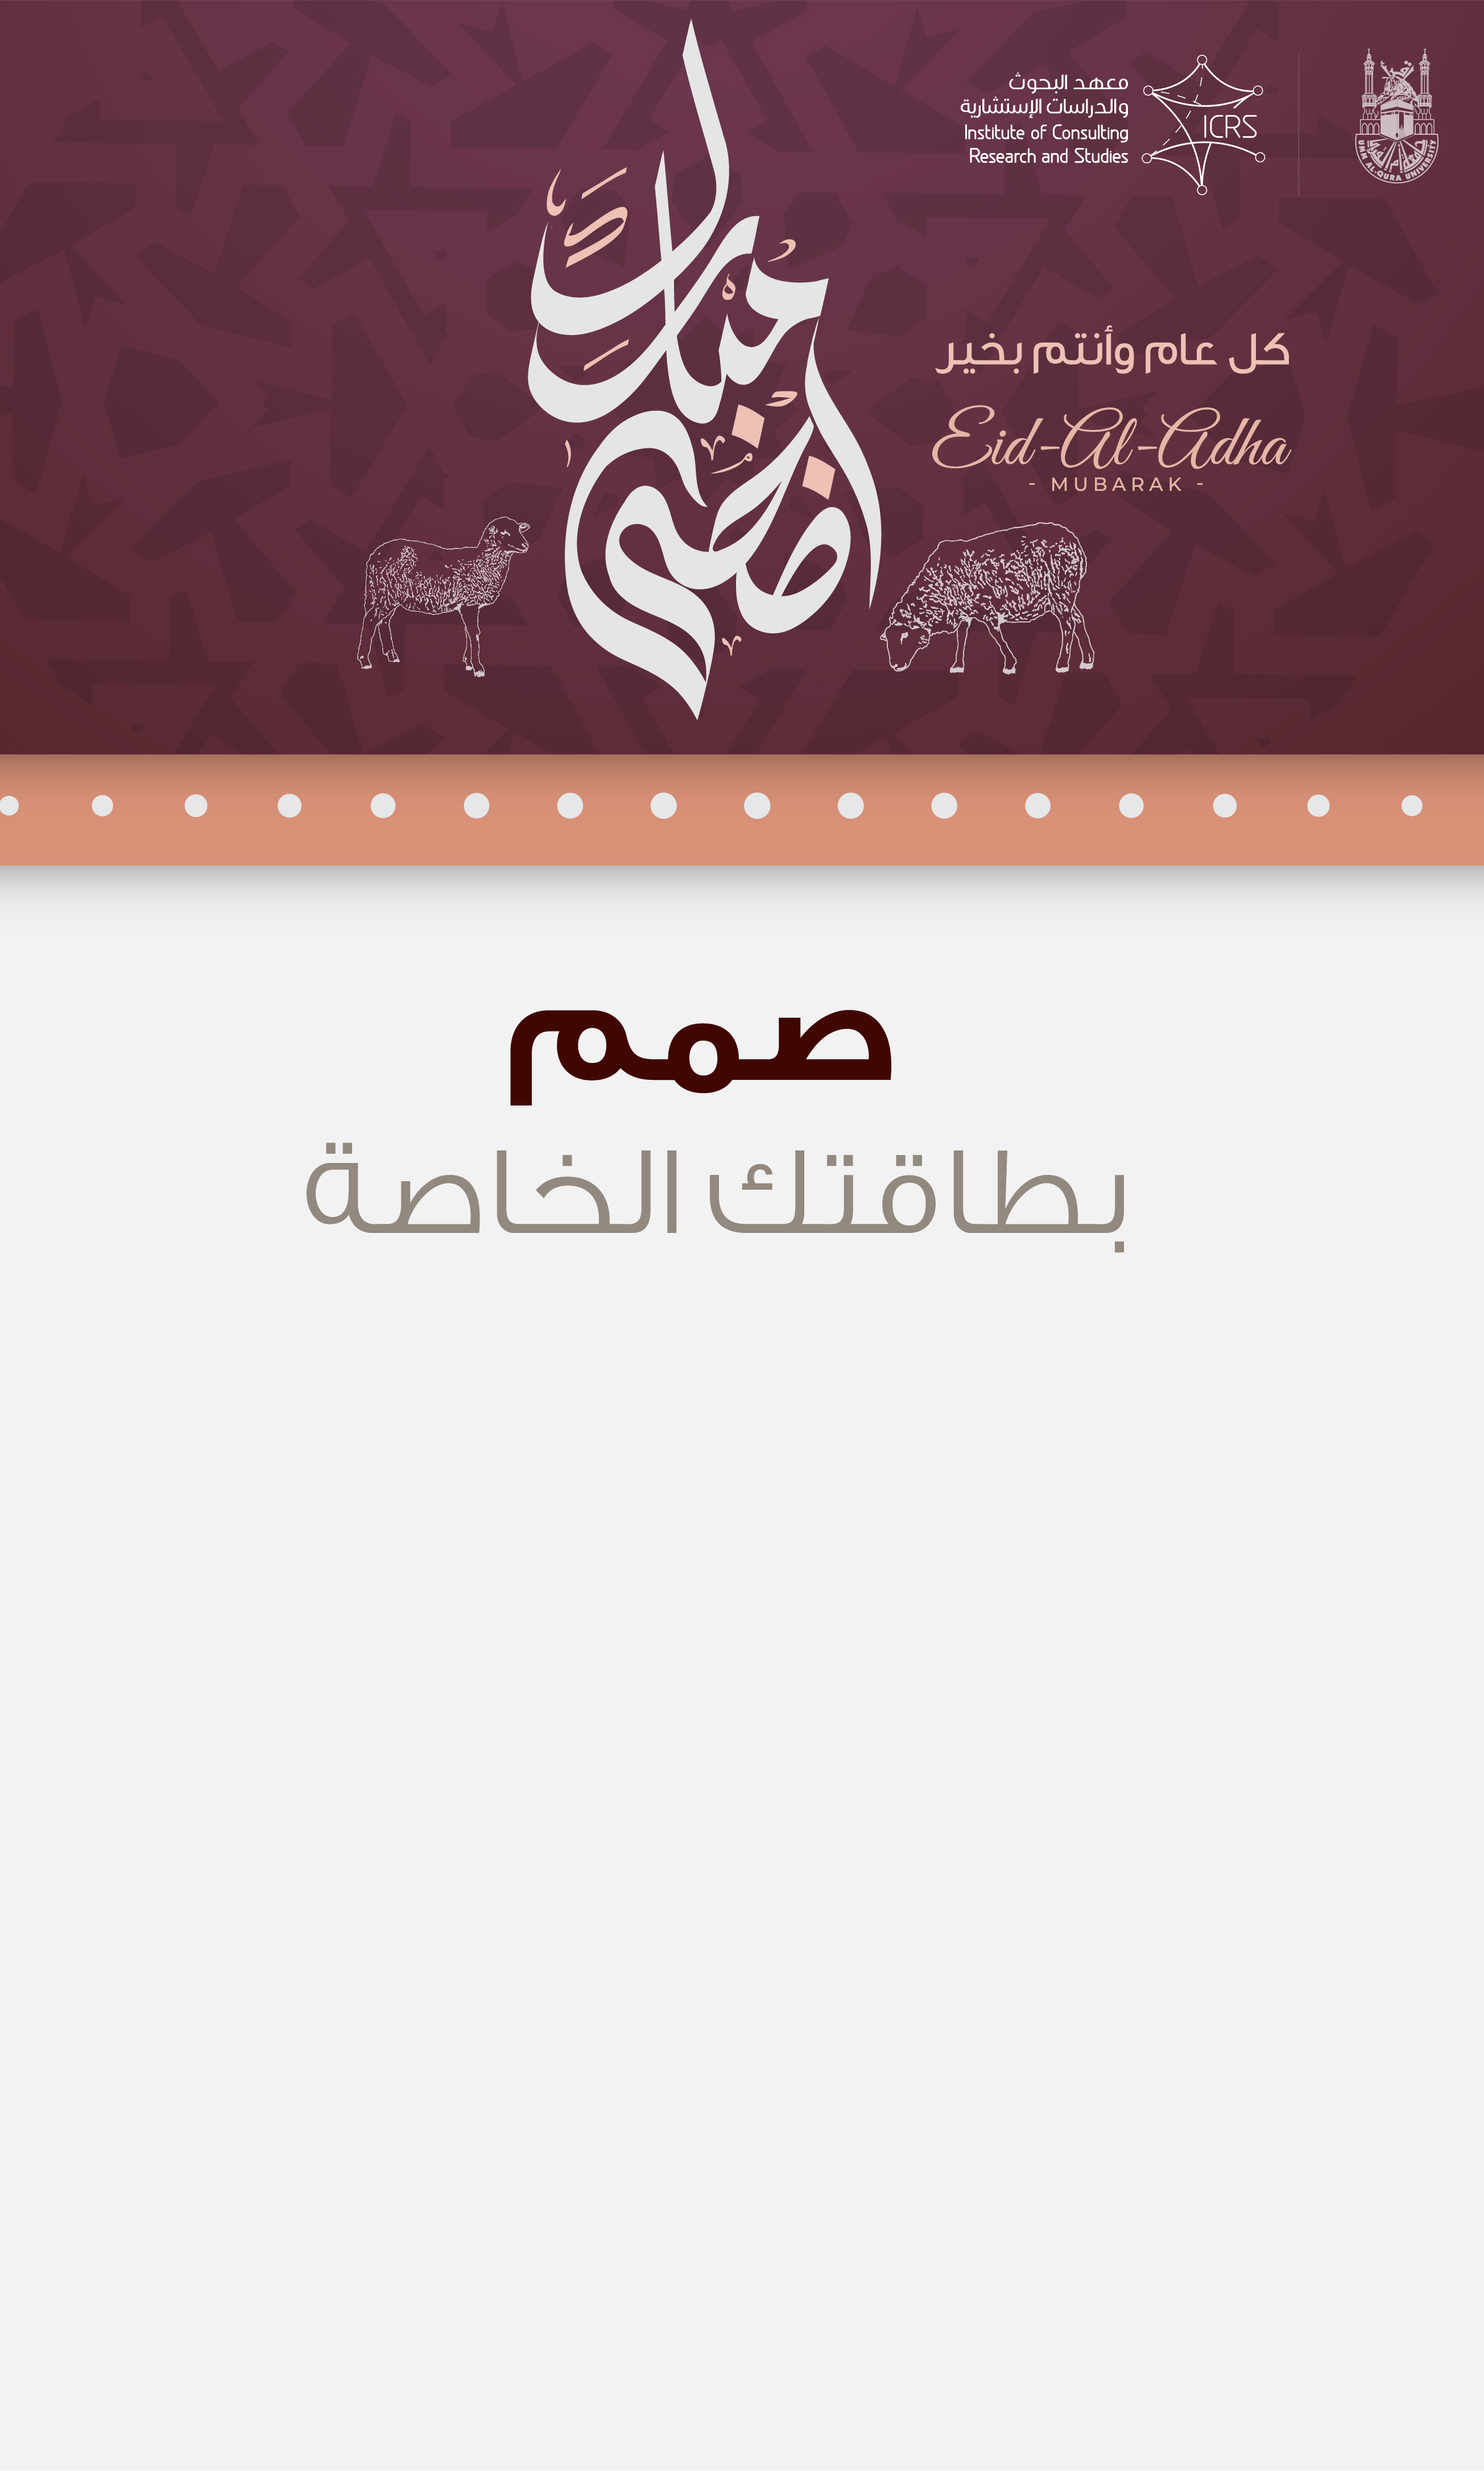 معهد البحوث
والدراسات الإستشارية
Institute of Consulting
Research and Studies
ICRS
UMM AL-QURA UNIVERSITY
أضحى مبارك
كل عام وأنتم بخير
Eid-Al-Adha
- MUBARAK -
صمم
بطاقتك الخاصة